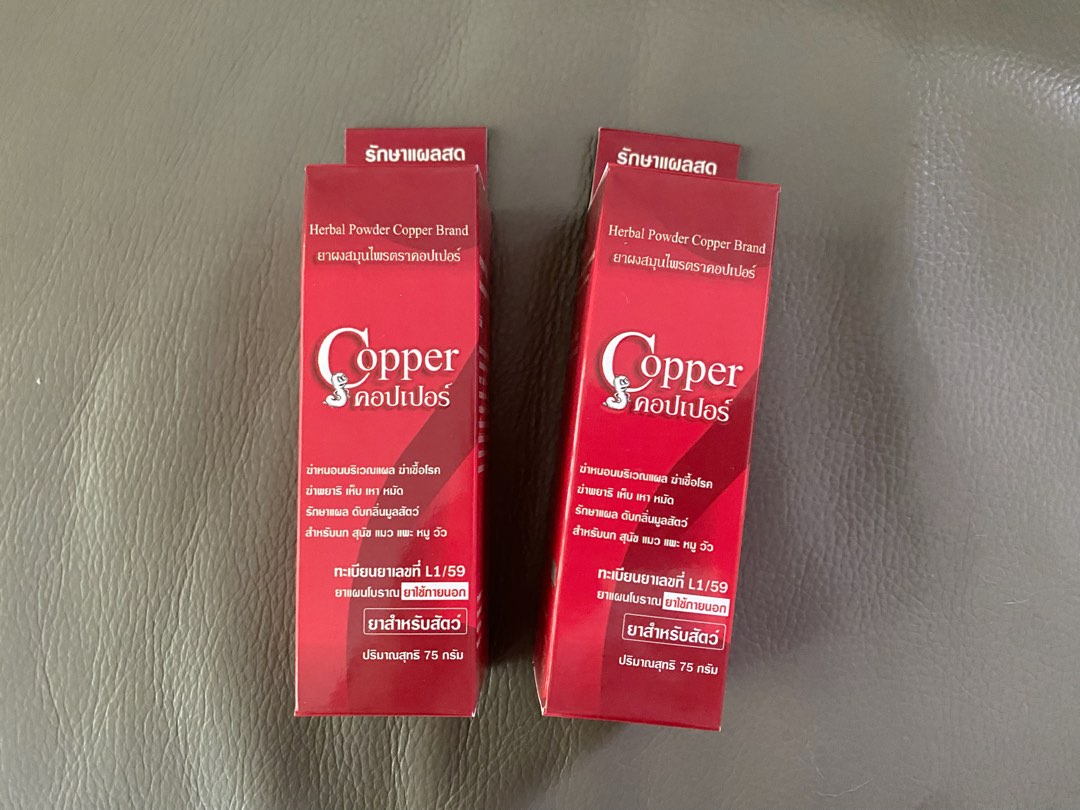 รักษาแผลสด
Herbal Powder Copper Brand
ยาผงสมุนไพรตราคอปเปอร์
Copper
คอปเปอร์
ฆ่าหนอนบริเวณแผล ฆ่าเชื้อโรค
ฆ่าพยาธิ เห็บ เหา หมัด
รักษาแผล ดับกลิ่นมูลสัตว์
สำหรับนก สุนัข แมว แพะ หมู วัว
ทะเบียนยาเลขที่ L1/59
ยาแผนโบราณ ยาใช้ภายนอก
ยาสำหรับสัตว์
ปริมาณสุทธิ 75 กรัม
รักษาแผลสด
Herbal Powder Copper Brand
ยาผงสมุนไพรตราคอปเปอร์
Copper
คอปเปอร์
ฆ่าหนอนบริเวณแผล ฆ่าเชื้อโรค
ฆ่าพยาธิ เห็บ เหา หมัด
รักษาแผล ดับกลิ่นมูลสัตว์
สำหรับนก สุนัข แมว แพะ หมู วัว
ทะเบียนยาเลขที่ L1/59
ยาแผนโบราณ ยาใช้ภายนอก
ยาสำหรับสัตว์
ปริมาณสุทธิ 75 กรัม